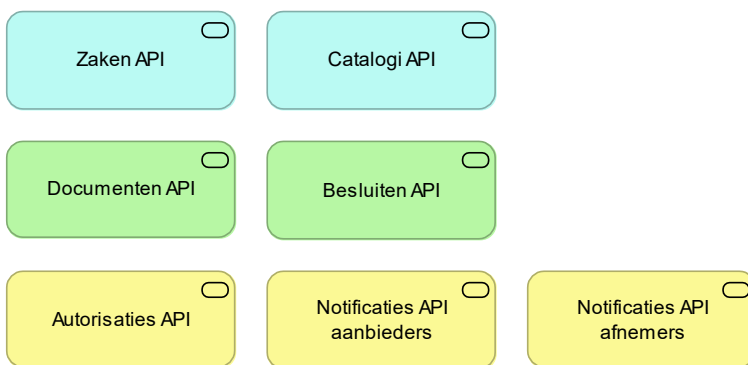 Zaken API
Catalogi API
Documenten API
Besluiten API
Autorisaties API
Notificaties API
aanbieders
Notificaties API
afnemers